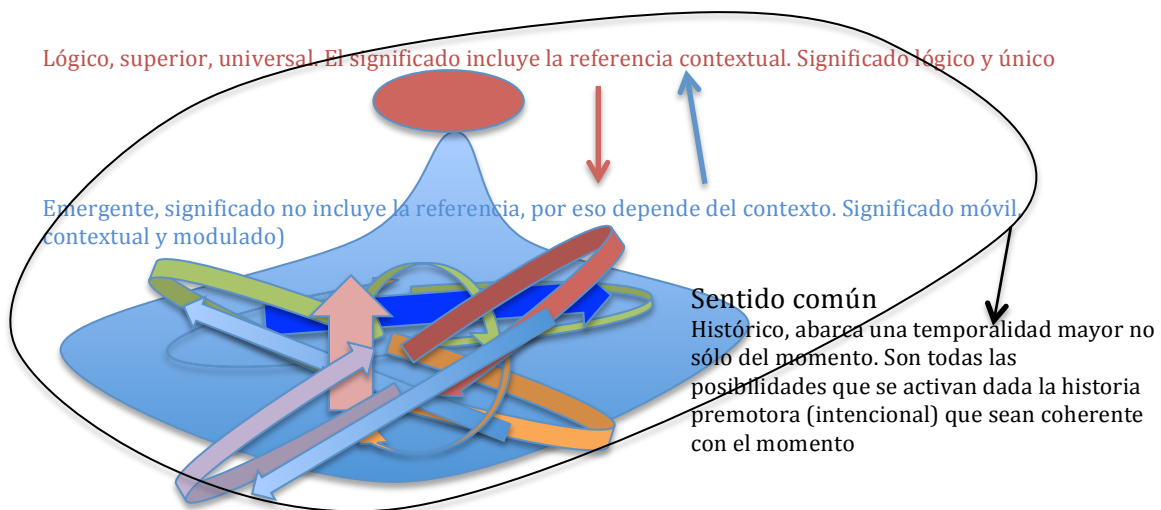 Lógico, superior, universal. El significado incluye la referencia contextual. Significado lógico y único
Emergente, significado no incluye la referencia, por eso depende del contexto. Significado móvil,
contextual y modulado)
Sentido común
Histórico, abarca una temporalidad mayor no
sólo del momento. Son todas las
posibilidades que se activan dada la historia
premotora (intencional) que sean coherente
con el momento